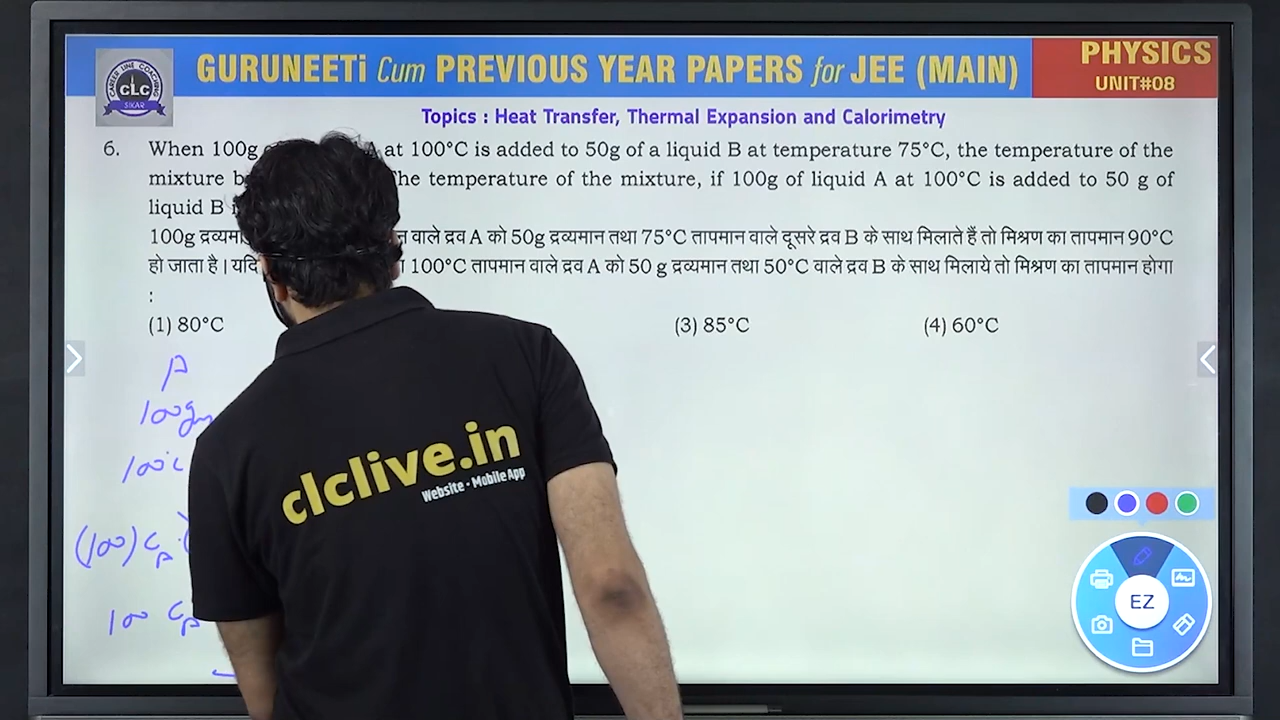 GURUNEETi Cum PREVIOUS YEAR PAPERS for JEE (MAIN)
PHYSICS
UNIT#08
CLC
SIKAR
Topics : Heat Transfer, Thermal Expansion and Calorimetry
6. When 100g A at 100°C is added to 50g of a liquid B at temperature 75°C, the temperature of the
mixture The temperature of the mixture, if 100g of liquid A at 100°C is added to 50 g of
liquid B
100g वाले द्रव A को 50g द्रव्यमान तथा 75°C तापमान वाले दूसरे द्रव B के साथ मिलाते हैं तो मिश्रण का तापमान 90°C
हो जाता है। यदि 100°C तापमान वाले द्रव A को 50 g द्रव्यमान तथा 50°C वाले द्रव B के साथ मिलाये तो मिश्रण का तापमान होगा
:
(1) 80°C (3) 85°C (4) 60°C
A
100gm
100°C
(100) C_A (
100 C_A
clclive.in
Website • Mobile App
EZ